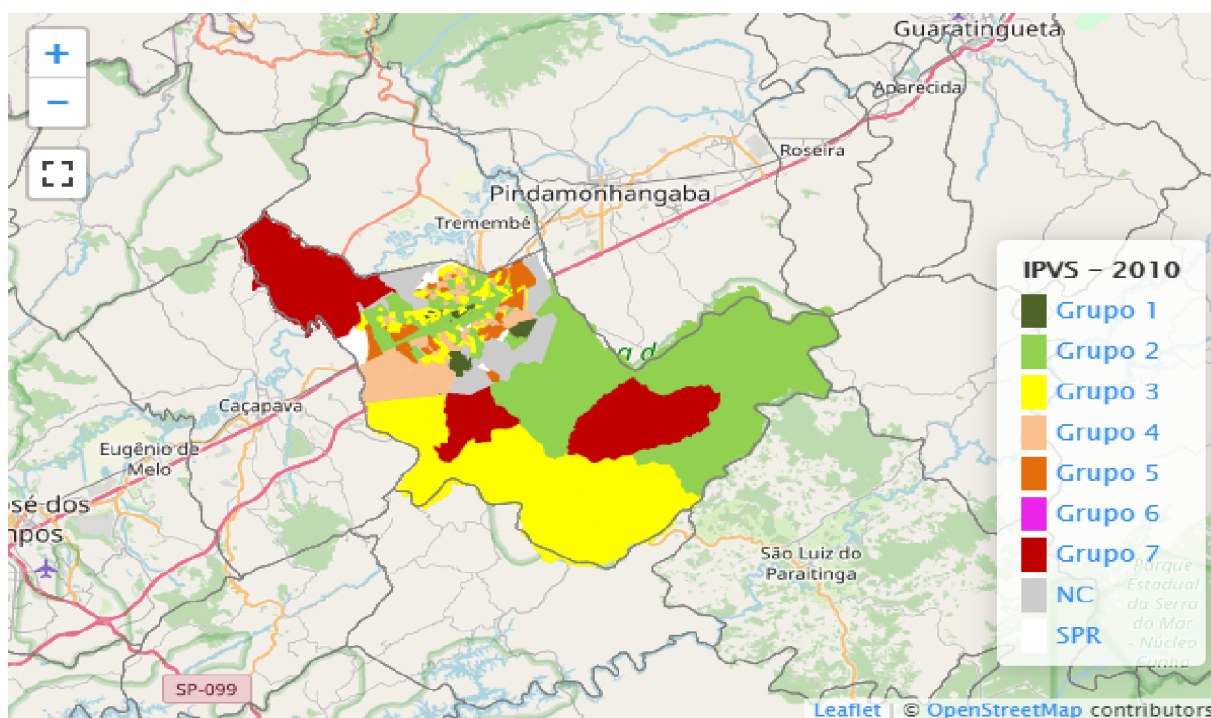 Guaratinguetá
+
Aparecida
−
Roseira
Pindamonhangaba
Tremembé
IPVS - 2010
Grupo 1
Grupo 2
a d
Grupo 3
Caçapava
Grupo 4
Eugênio de
Melo
Grupo 5
osé dos
mpos
Grupo 6
São Luiz do
Paraitinga
Grupo 7
Parque
Estadual
da Serra
do Mar
- Núcleo
Cunha
NC
SPR
SP-099
Leaflet | © OpenStreetMap contributors